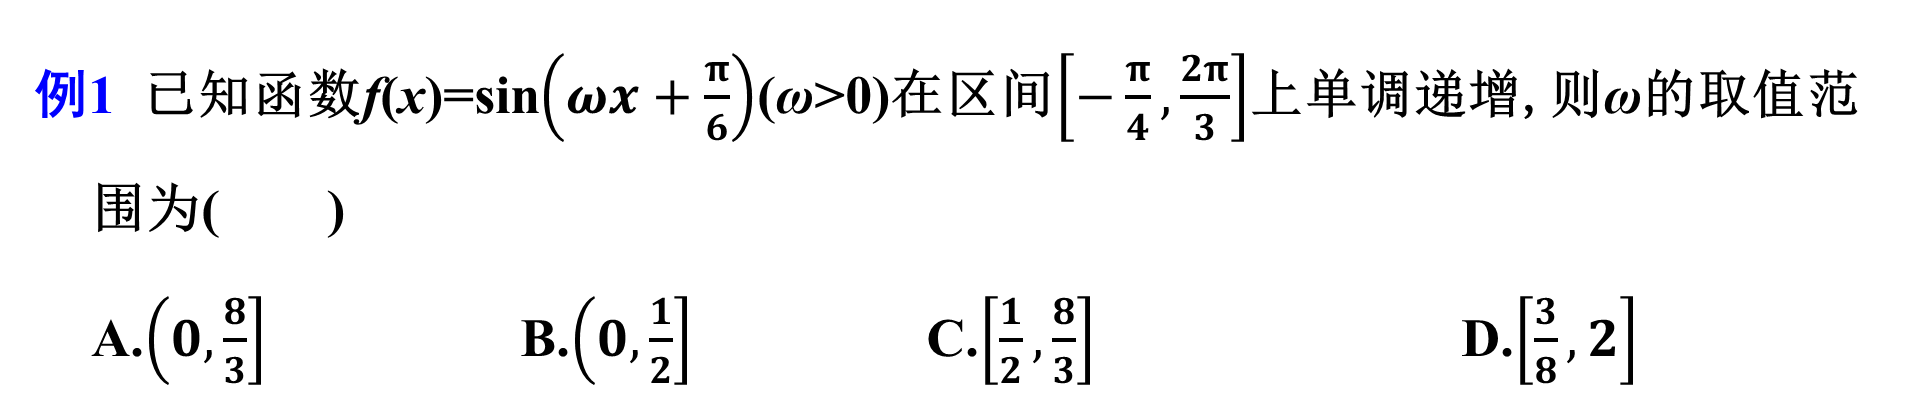 例1 已知函数f(x)=sin(ωx + π/6)(ω>0)在区间[−π/4, 2π/3]上单调递增, 则ω的取值范
围为(  )
A.(0, 8/3] B.(0, 1/2] C.[1/2, 8/3] D.[3/8, 2]